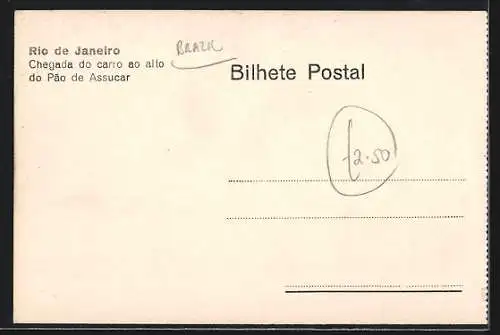 Rio de Janeiro
Chegada do carro ao alto
do Pão de Assucar
BRAZIL
Bilhete Postal
£2.50